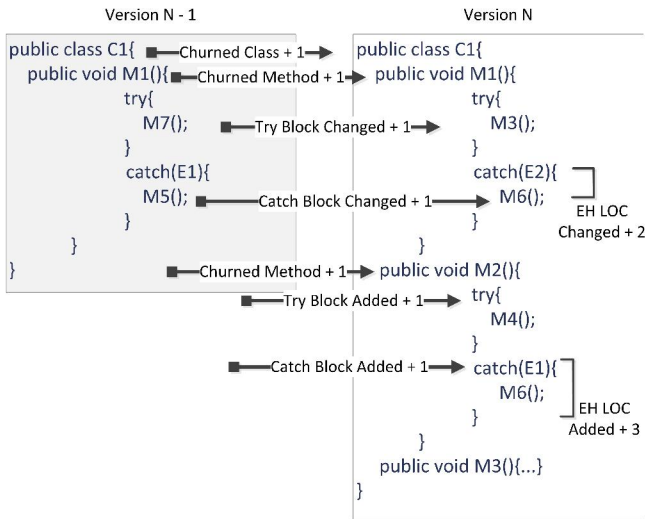 Version N - 1
Version N
public class C1{
Churned Class + 1
public class C1{
public void M1(){
Churned Method + 1
public void M1(){
try{
try{
M7();
Try Block Changed + 1
M3();
}
}
catch(E1){
catch(E2){
M5();
Catch Block Changed + 1
M6();
EH LOC
Changed + 2
}
}
}
}
}
Churned Method + 1
public void M2(){
Try Block Added + 1
try{
M4();
}
Catch Block Added + 1
catch(E1){
M6();
EH LOC
Added + 3
}
}
public void M3(){...}
}